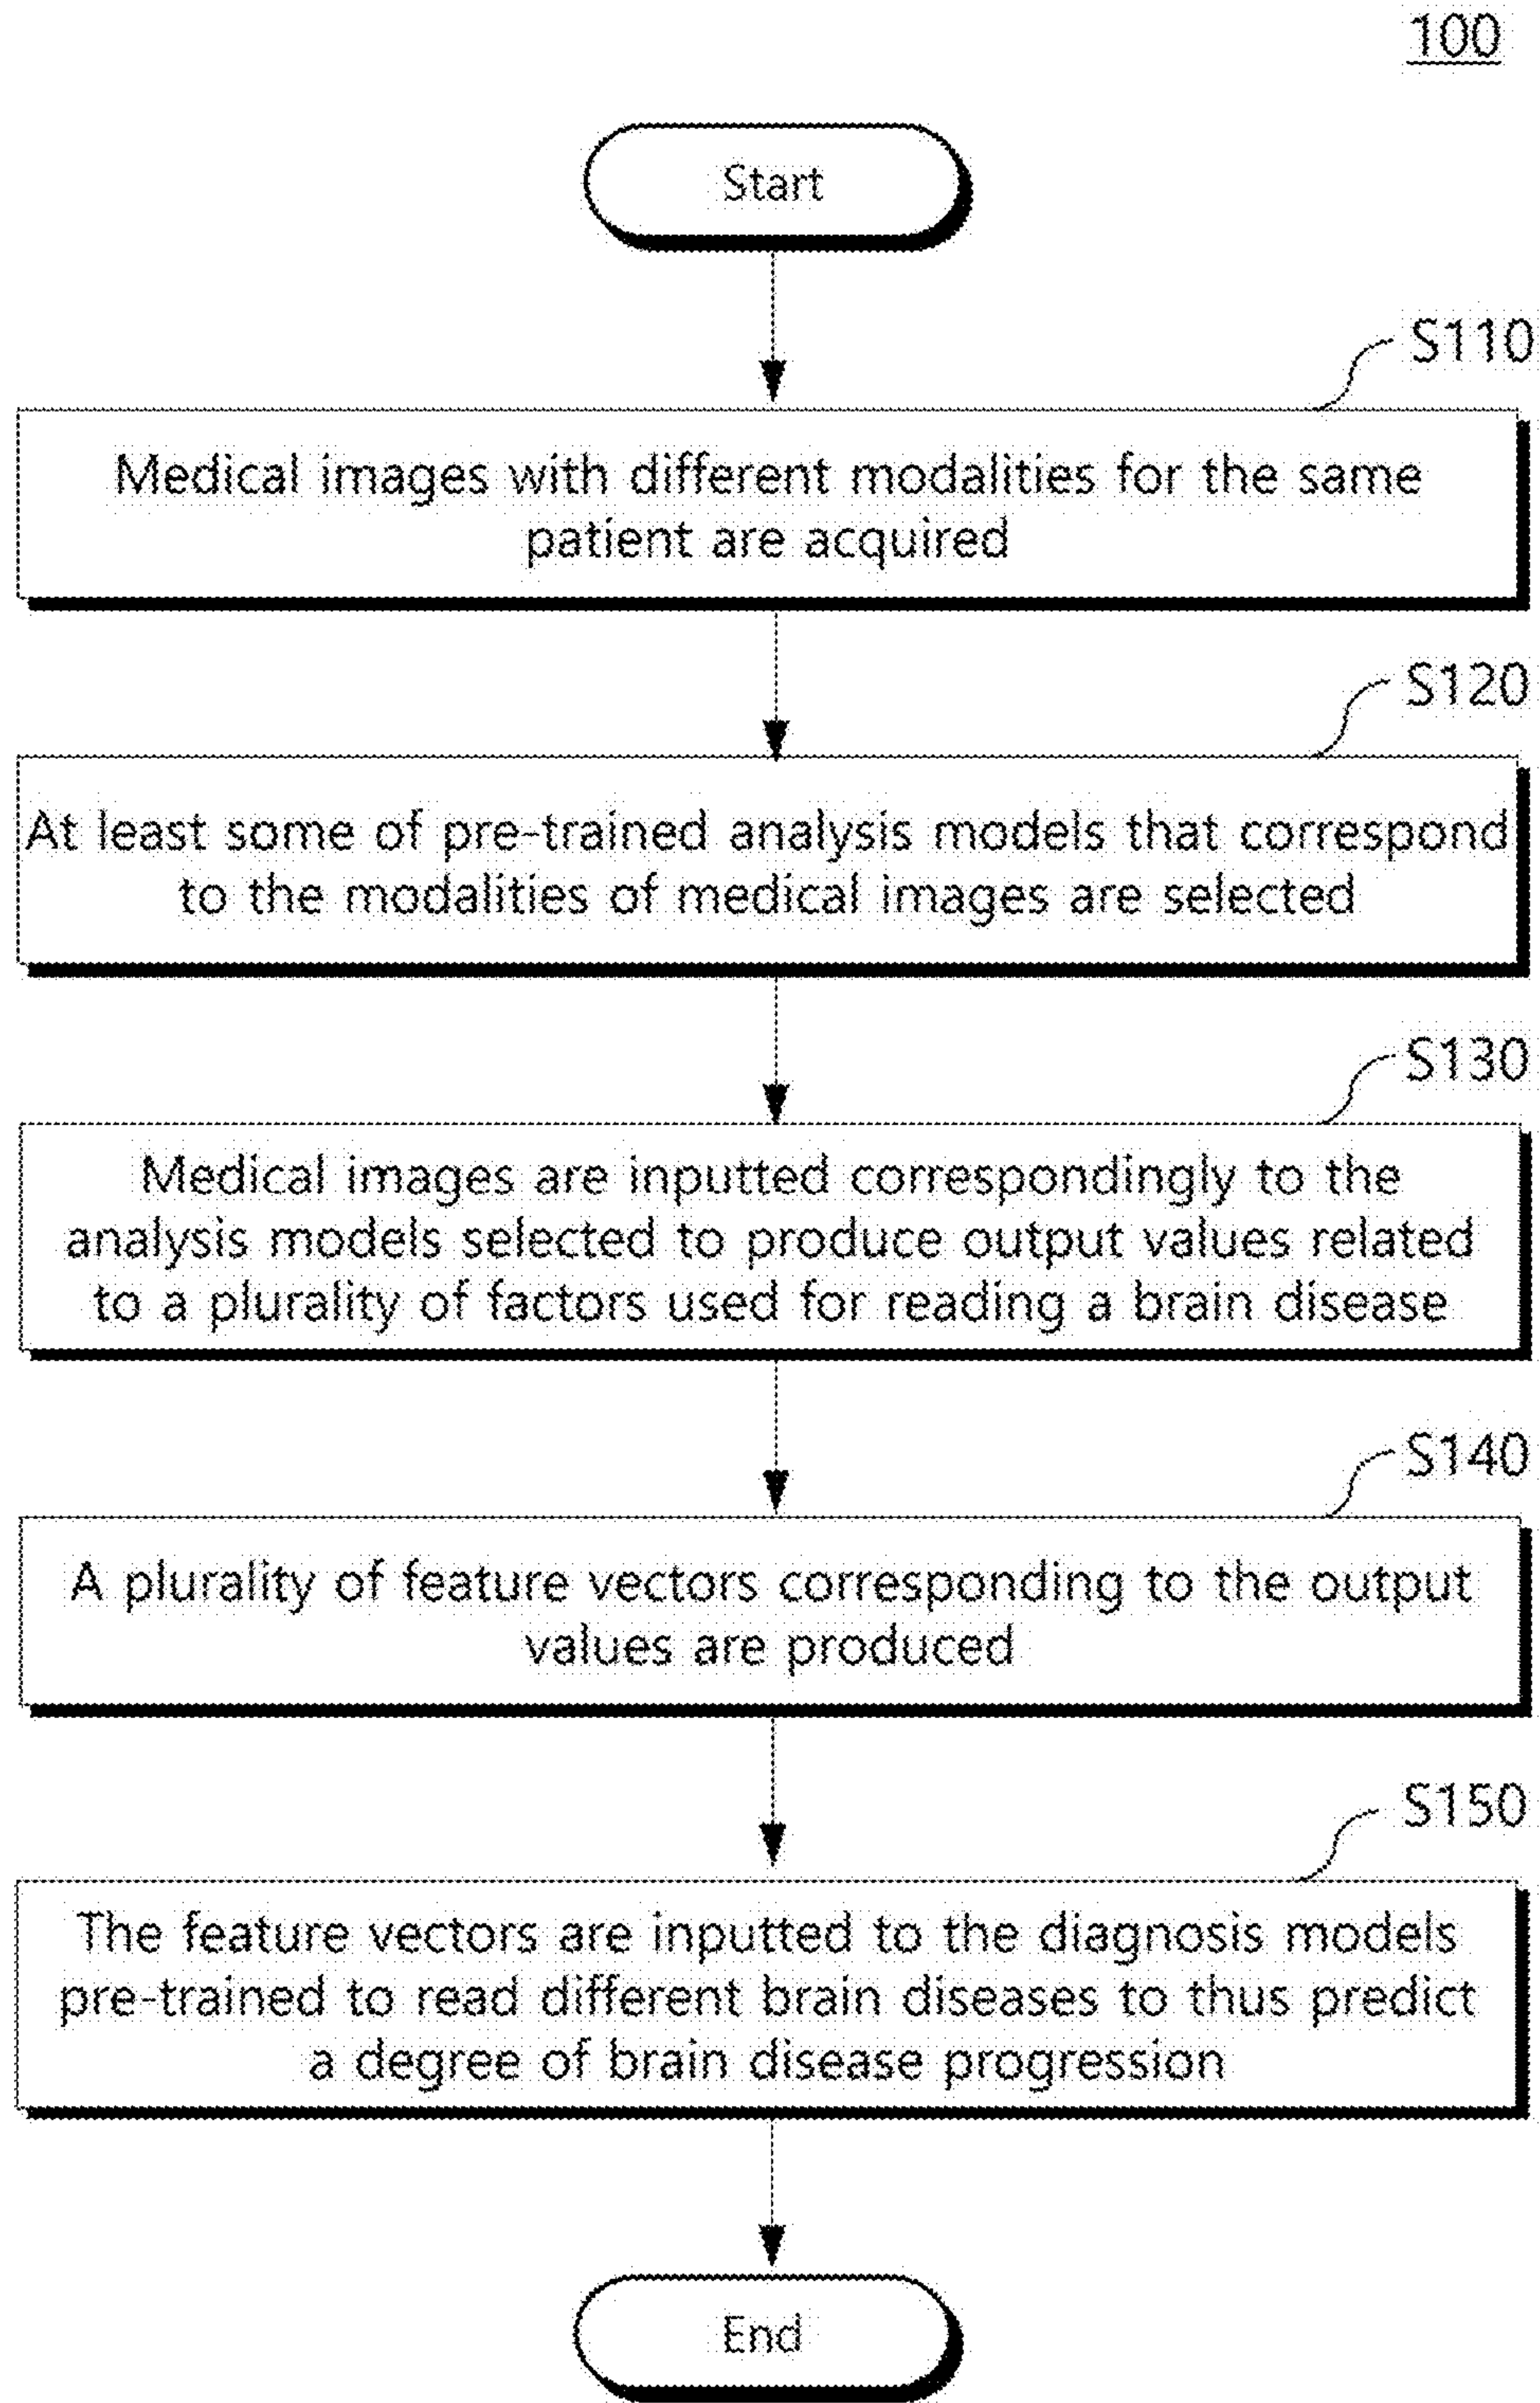 100
Start
S110
Medical images with different modalities for the same
patient are acquired
S120
At least some of pre-trained analysis models that correspond
to the modalities of medical images are selected
S130
Medical images are inputted correspondingly to the
analysis models selected to produce output values related
to a plurality of factors used for reading a brain disease
S140
A plurality of feature vectors corresponding to the output
values are produced
S150
The feature vectors are inputted to the diagnosis models
pre-trained to read different brain diseases to thus predict
a degree of brain disease progression
End